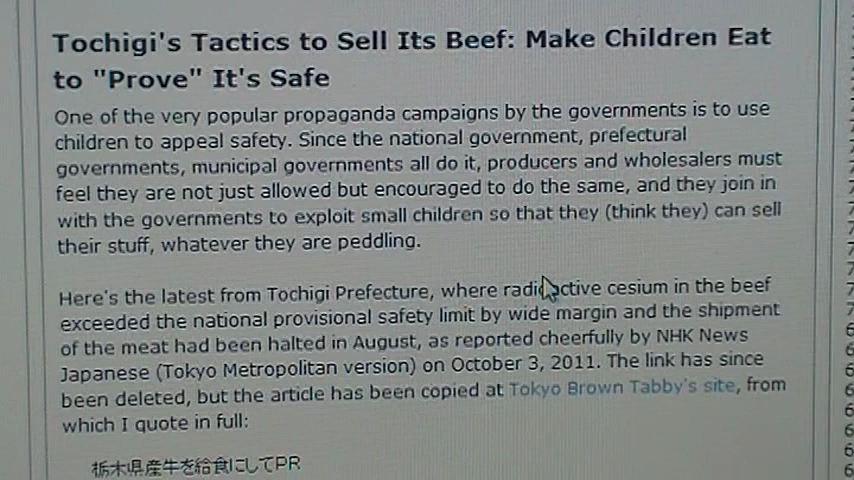 Tochigi's Tactics to Sell Its Beef: Make Children Eat
to "Prove" It's Safe
One of the very popular propaganda campaigns by the governments is to use
children to appeal safety. Since the national government, prefectural
governments, municipal governments all do it, producers and wholesalers must
feel they are not just allowed but encouraged to do the same, and they join in
with the governments to exploit small children so that they (think they) can sell
their stuff, whatever they are peddling.
Here's the latest from Tochigi Prefecture, where radioactive cesium in the beef
exceeded the national provisional safety limit by wide margin and the shipment
of the meat had been halted in August, as reported cheerfully by NHK News
Japanese (Tokyo Metropolitan version) on October 3, 2011. The link has since
been deleted, but the article has been copied at Tokyo Brown Tabby's site, from
which I quote in full:
栃木県産牛を給食にしてPR